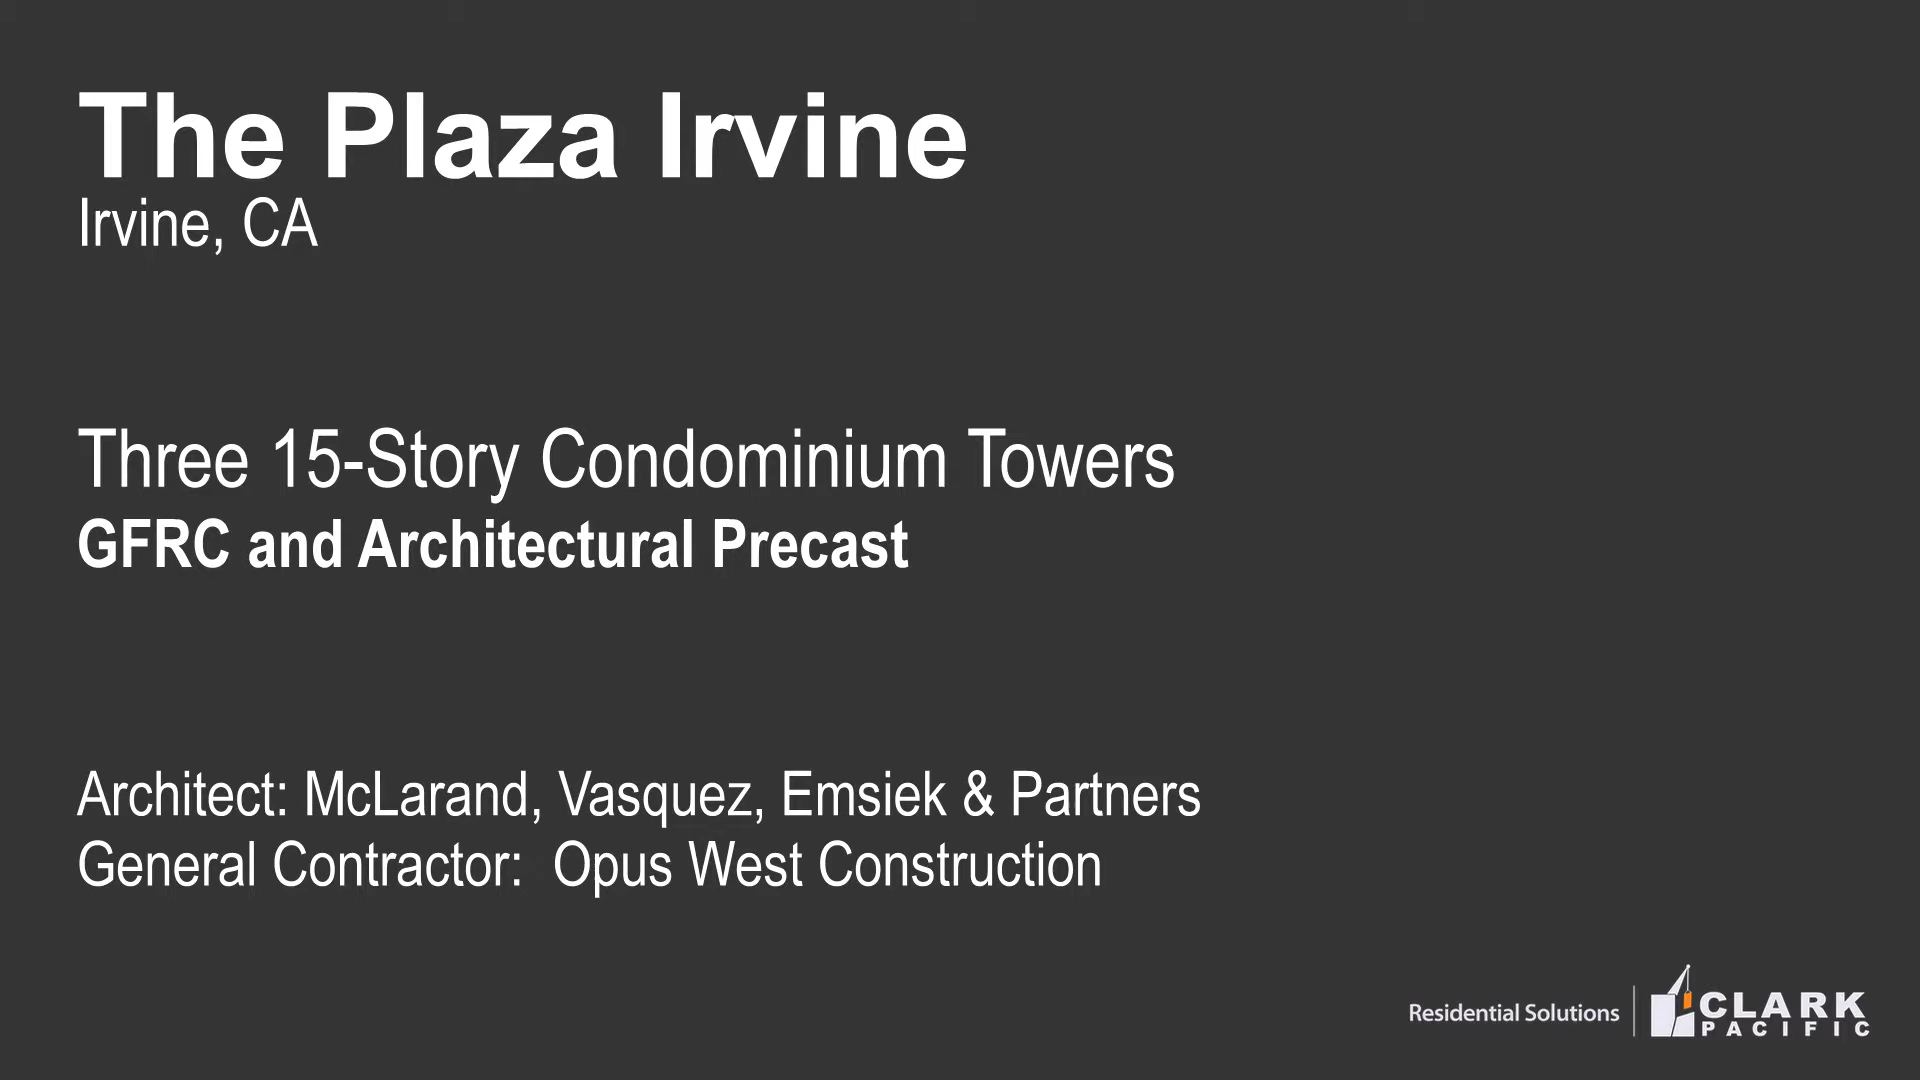 The Plaza Irvine
Irvine, CA
Three 15-Story Condominium Towers
GFRC and Architectural Precast
Architect: McLarand, Vasquez, Emsiek & Partners
General Contractor:  Opus West Construction
Residential Solutions
CLARK
PACIFIC